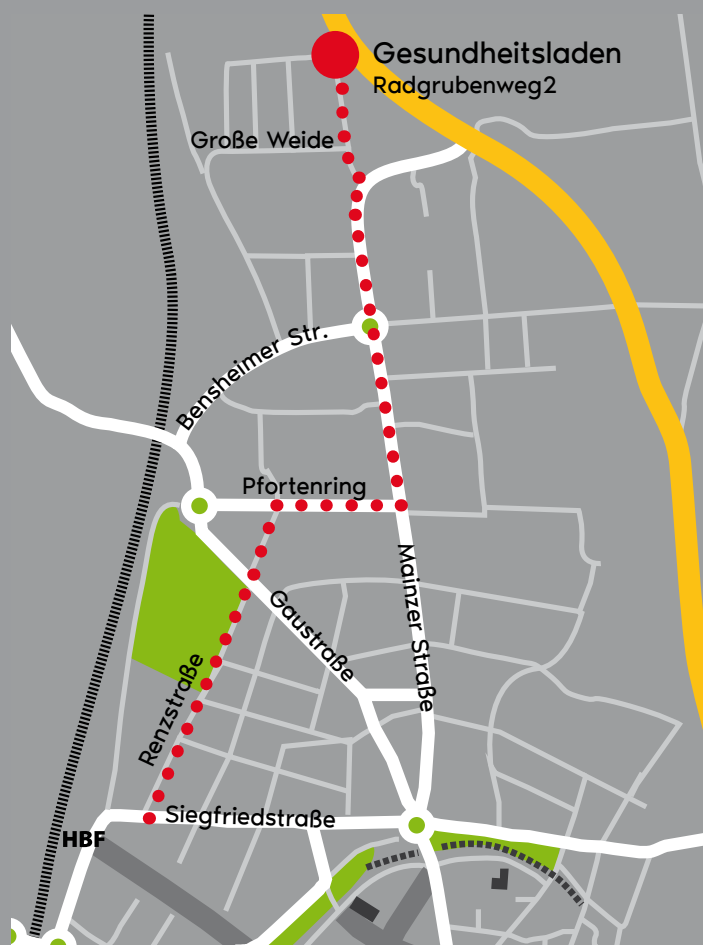 Gesundheitsladen
Radgrubenweg2
Große Weide
Bensheimer Str.
Pfortenring
Mainzer Straße
Gaustraße
Renzstraße
Siegfriedstraße
HBF